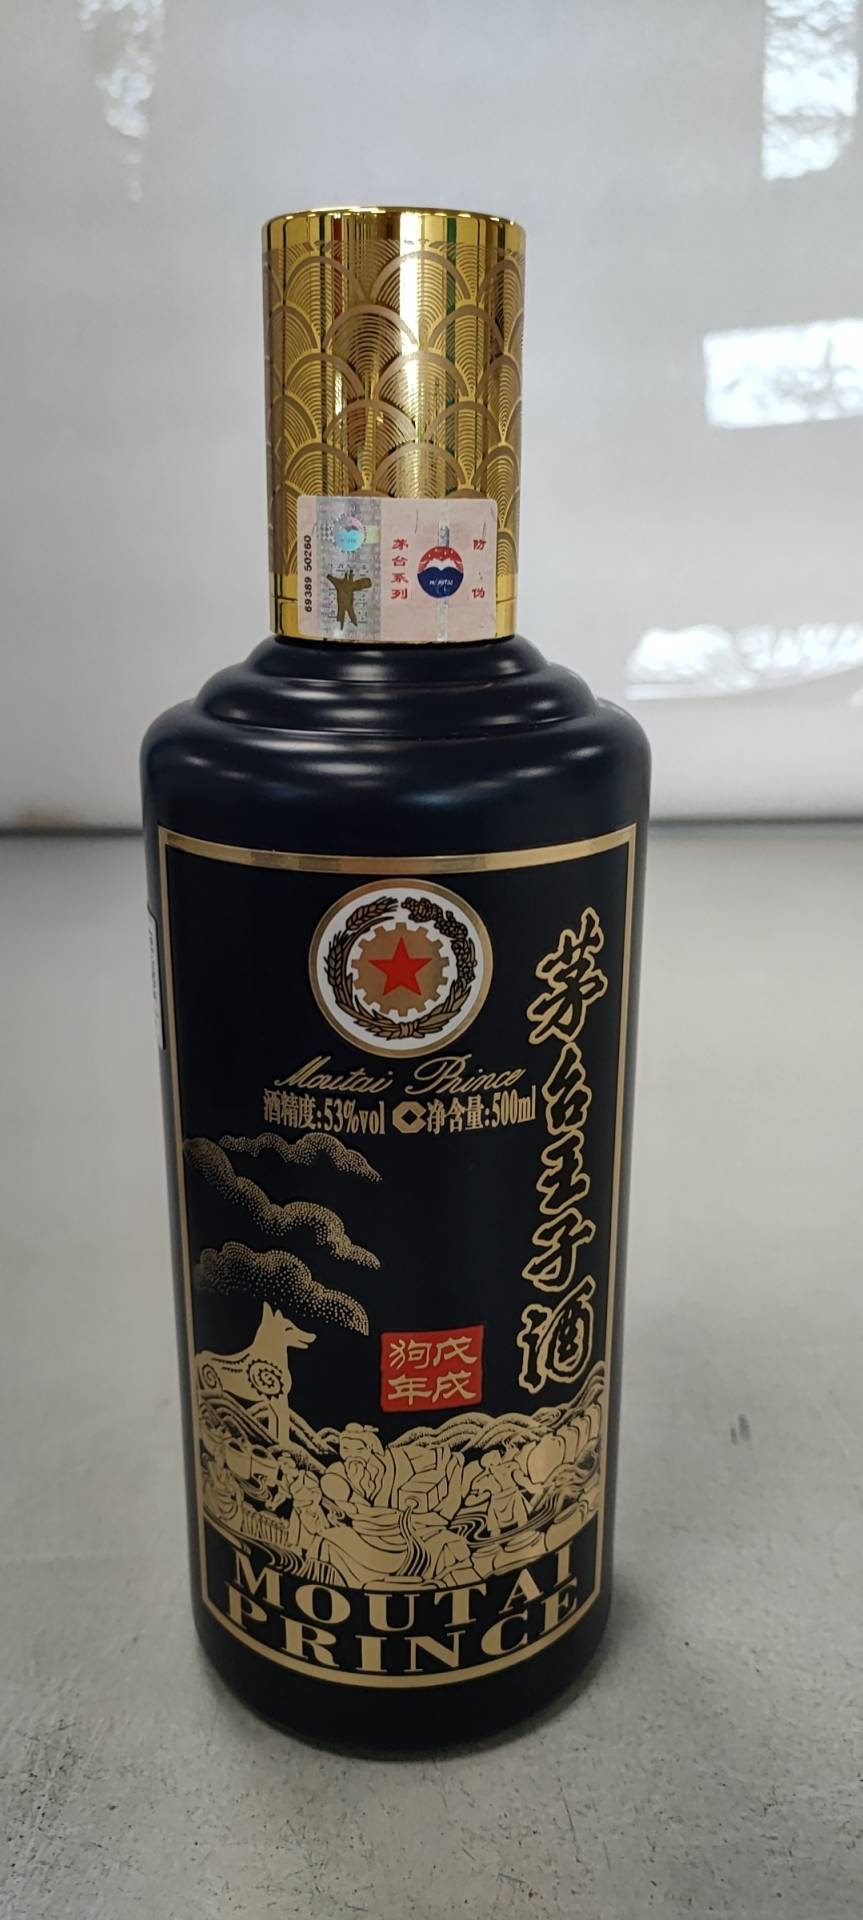 69389 50260
茅台系列
防伪
Moutai Prince
酒精度:53%vol 净含量:500ml
茅台王子酒
戊戌
狗年
MOUTAI
PRINCE